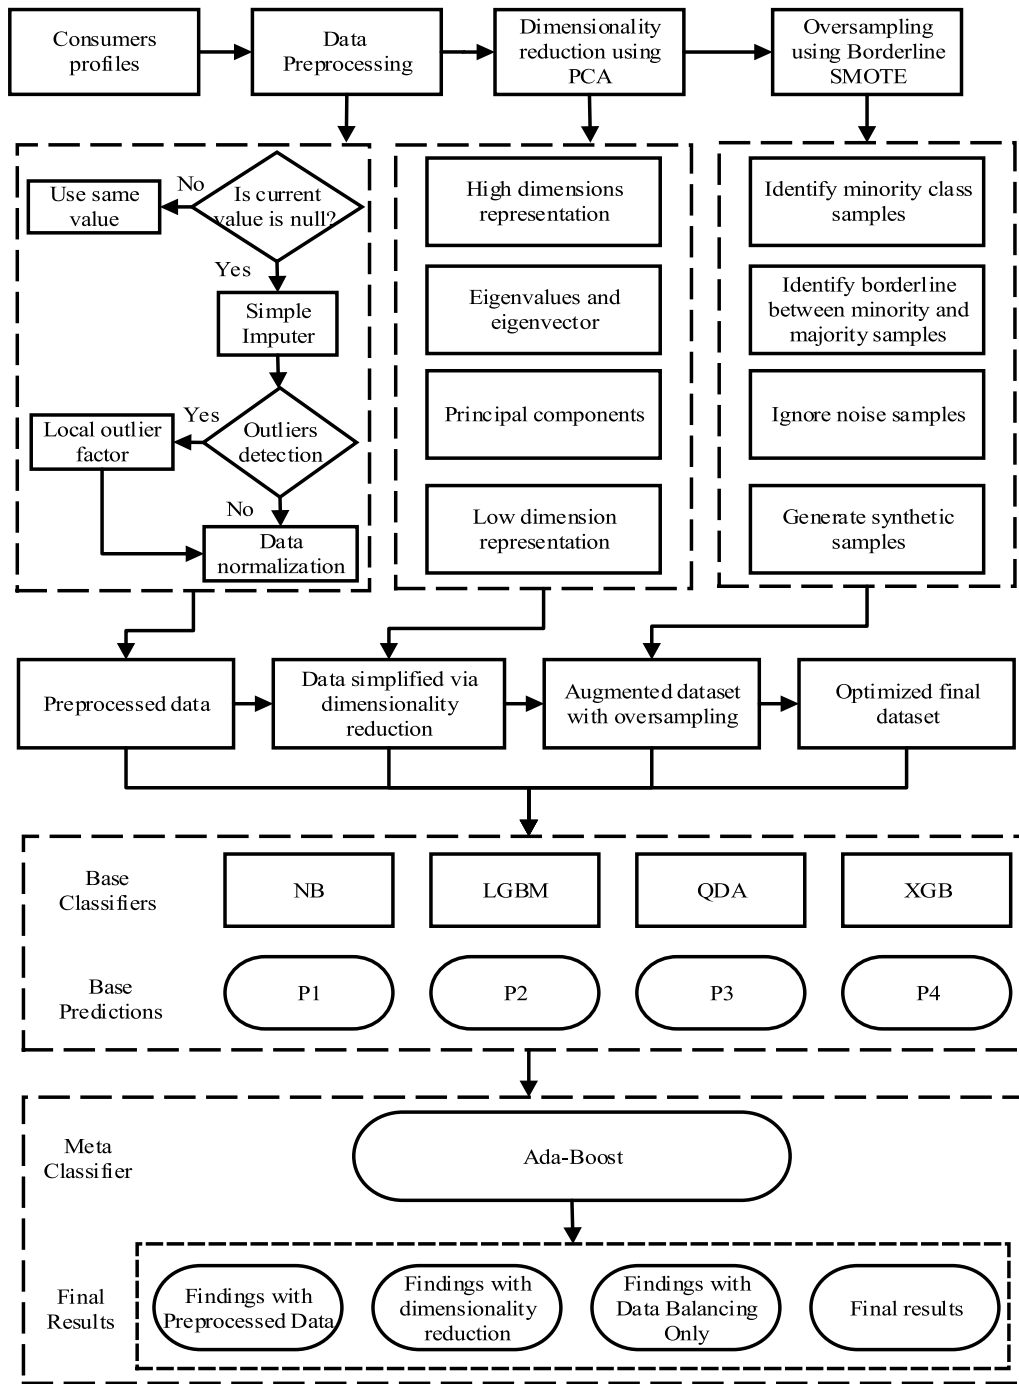 Consumers
profiles
Data
Preprocessing
Dimensionality
reduction using
PCA
Oversampling
using Borderline
SMOTE
Use same
value
No
Is current
value is null?
Yes
Simple
Imputer
Local outlier
factor
Yes
Outliers
detection
No
Data
normalization
High dimensions
representation
Eigenvalues and
eigenvector
Principal components
Low dimension
representation
Identify minority class
samples
Identify borderline
between minority and
majority samples
Ignore noise samples
Generate synthetic
samples
Preprocessed data
Data simplified via
dimensionality
reduction
Augmented dataset
with oversampling
Optimized final
dataset
Base
Classifiers
NB
LGBM
QDA
XGB
Base
Predictions
P1
P2
P3
P4
Meta
Classifier
Ada-Boost
Final
Results
Findings with
Preprocessed Data
Findings with
dimensionality
reduction
Findings with
Data Balancing
Only
Final results